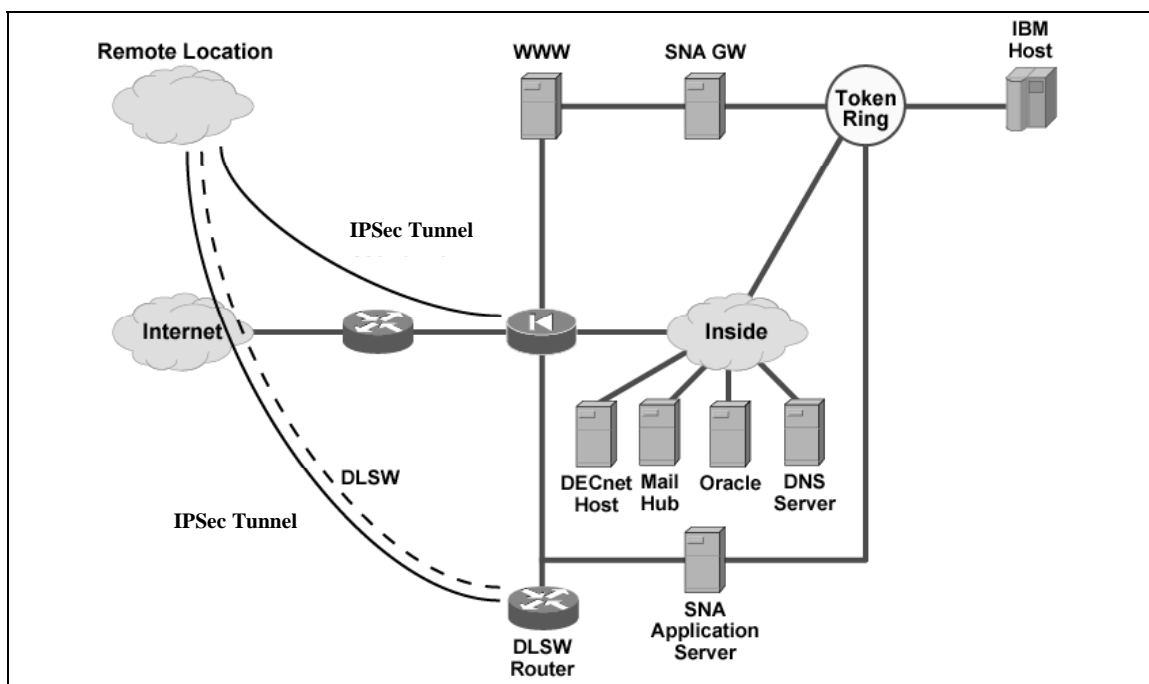 Remote Location
WWW
SNA GW
IBM
Host
Token
Ring
IPSec Tunnel
Internet
Inside
DLSW
IPSec Tunnel
DECnet
Host
Mail
Hub
Oracle
DNS
Server
DLSW
Router
SNA
Application
Server